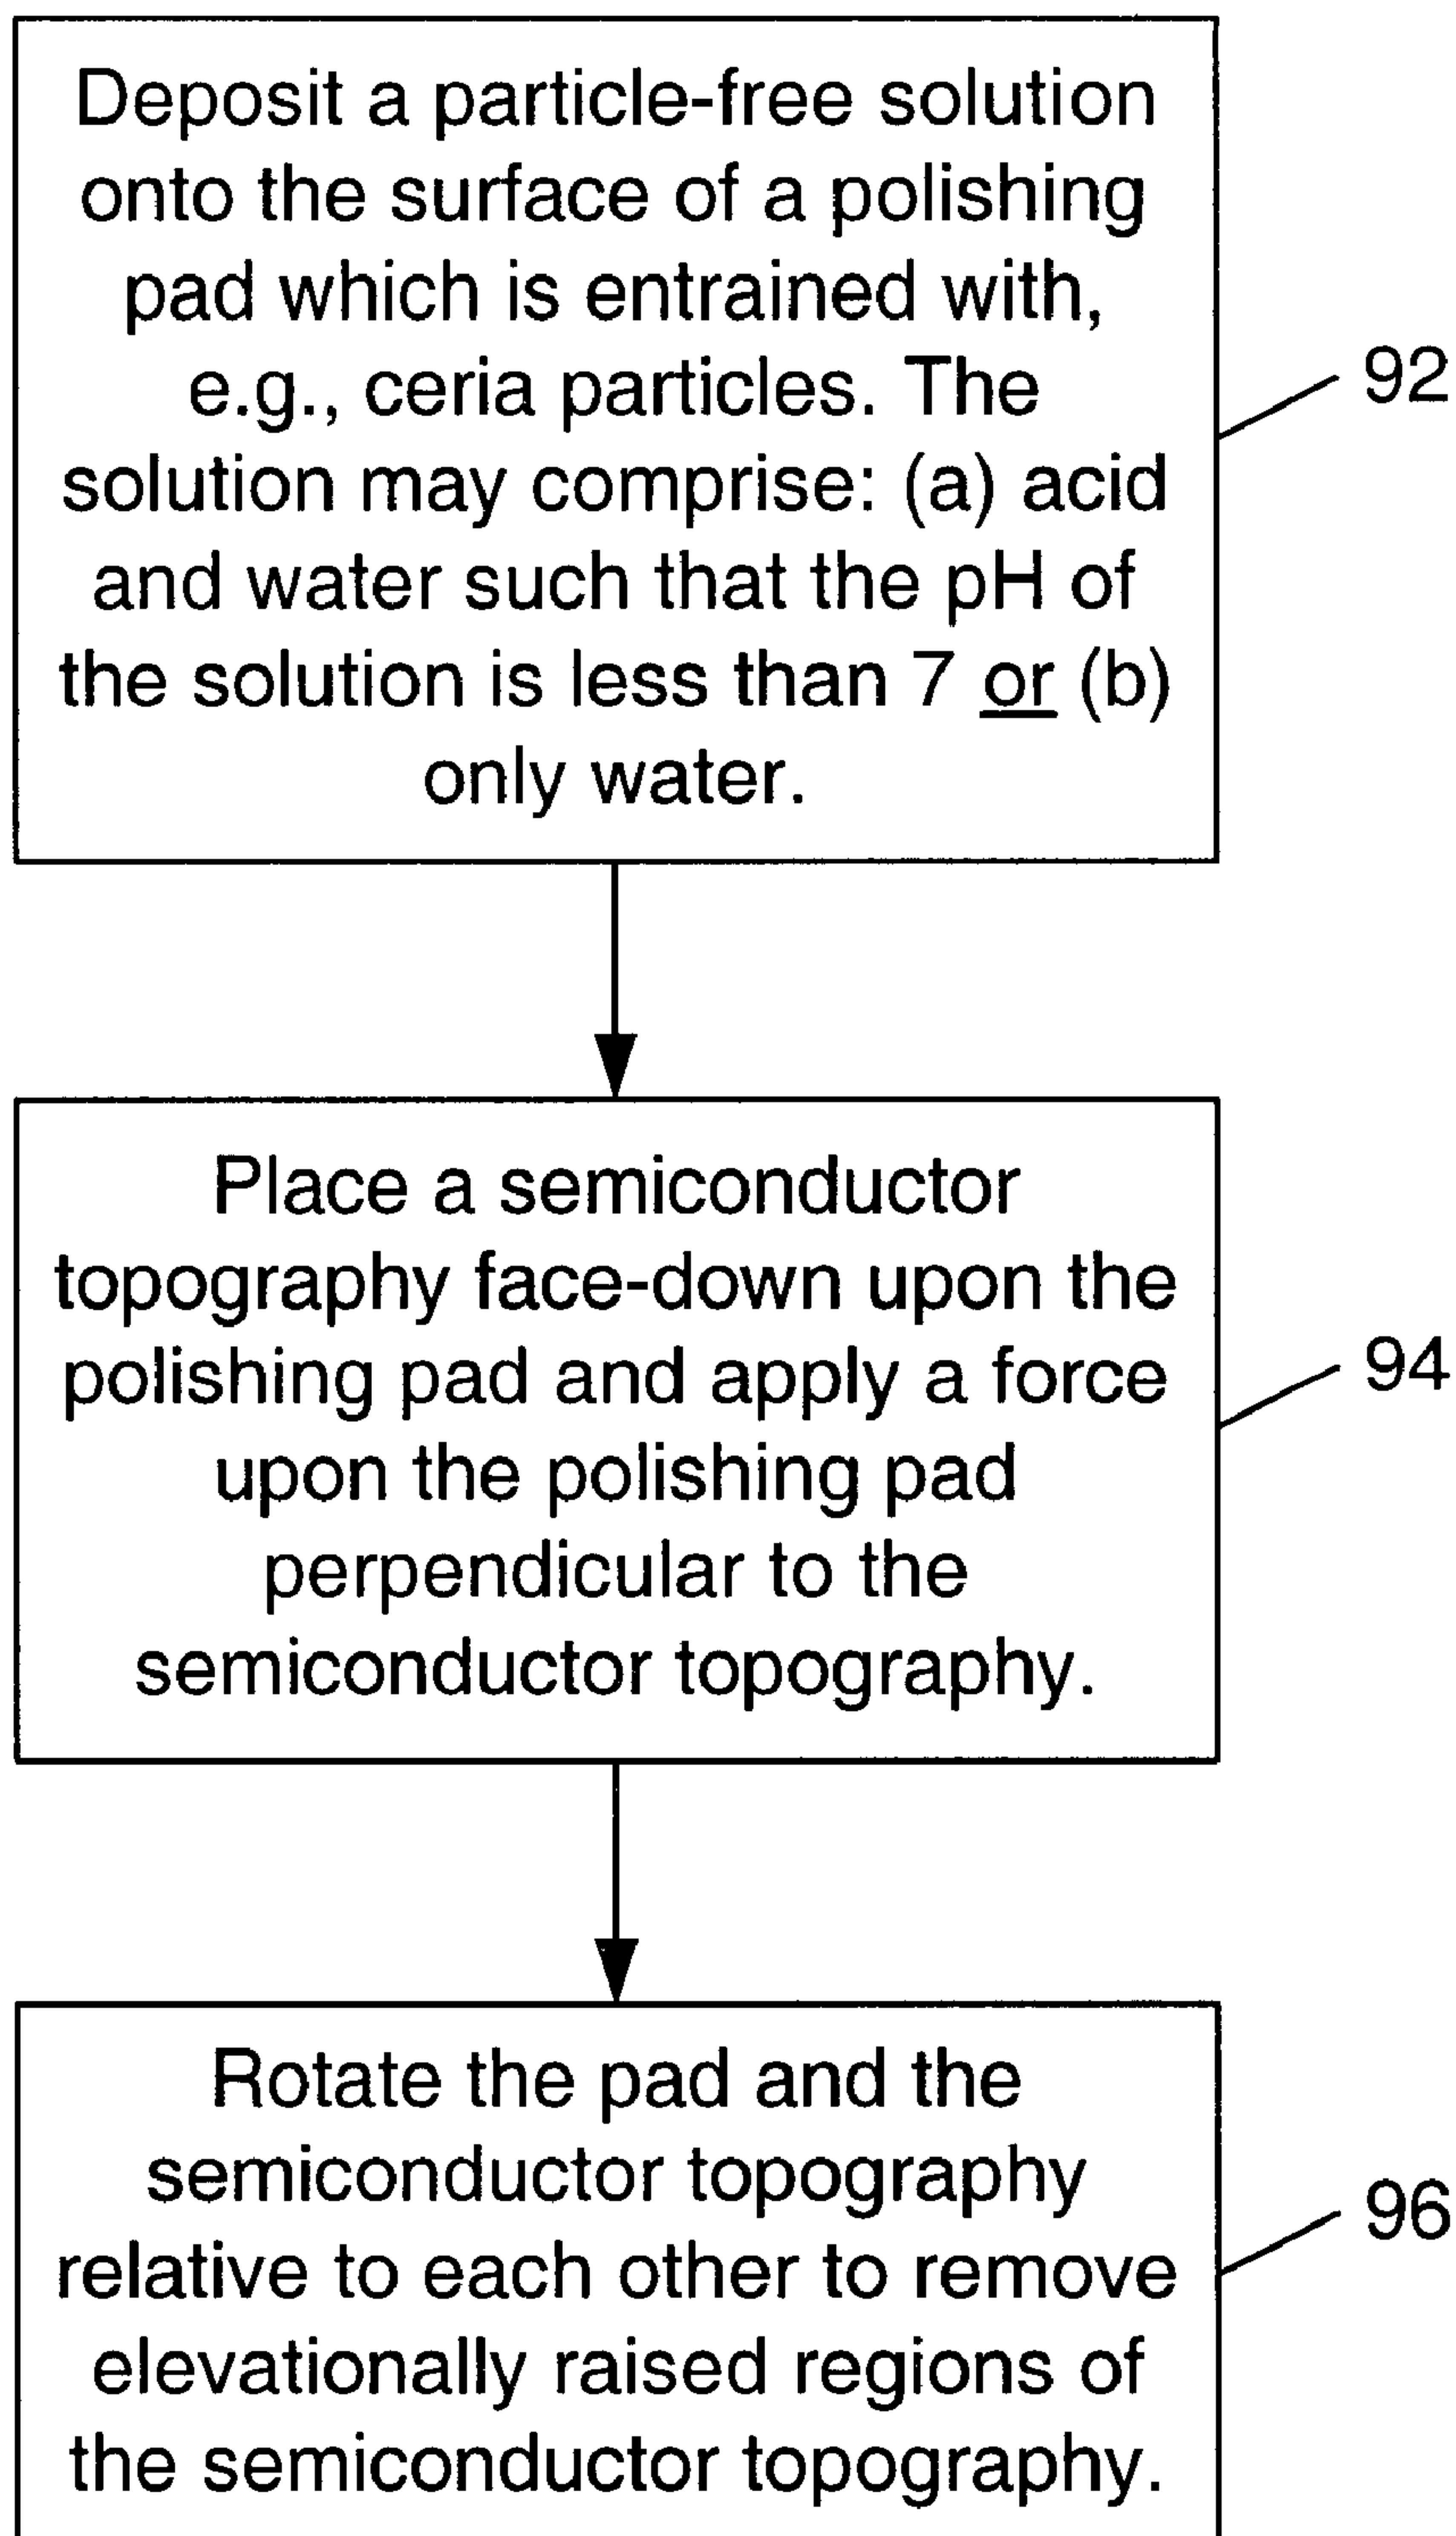 Deposit a particle-free solution
onto the surface of a polishing
pad which is entrained with,
e.g., ceria particles. The
solution may comprise: (a) acid
and water such that the pH of
the solution is less than 7 or (b)
only water.
92
Place a semiconductor
topography face-down upon the
polishing pad and apply a force
upon the polishing pad
perpendicular to the
semiconductor topography.
94
Rotate the pad and the
semiconductor topography
relative to each other to remove
elevationally raised regions of
the semiconductor topography.
96